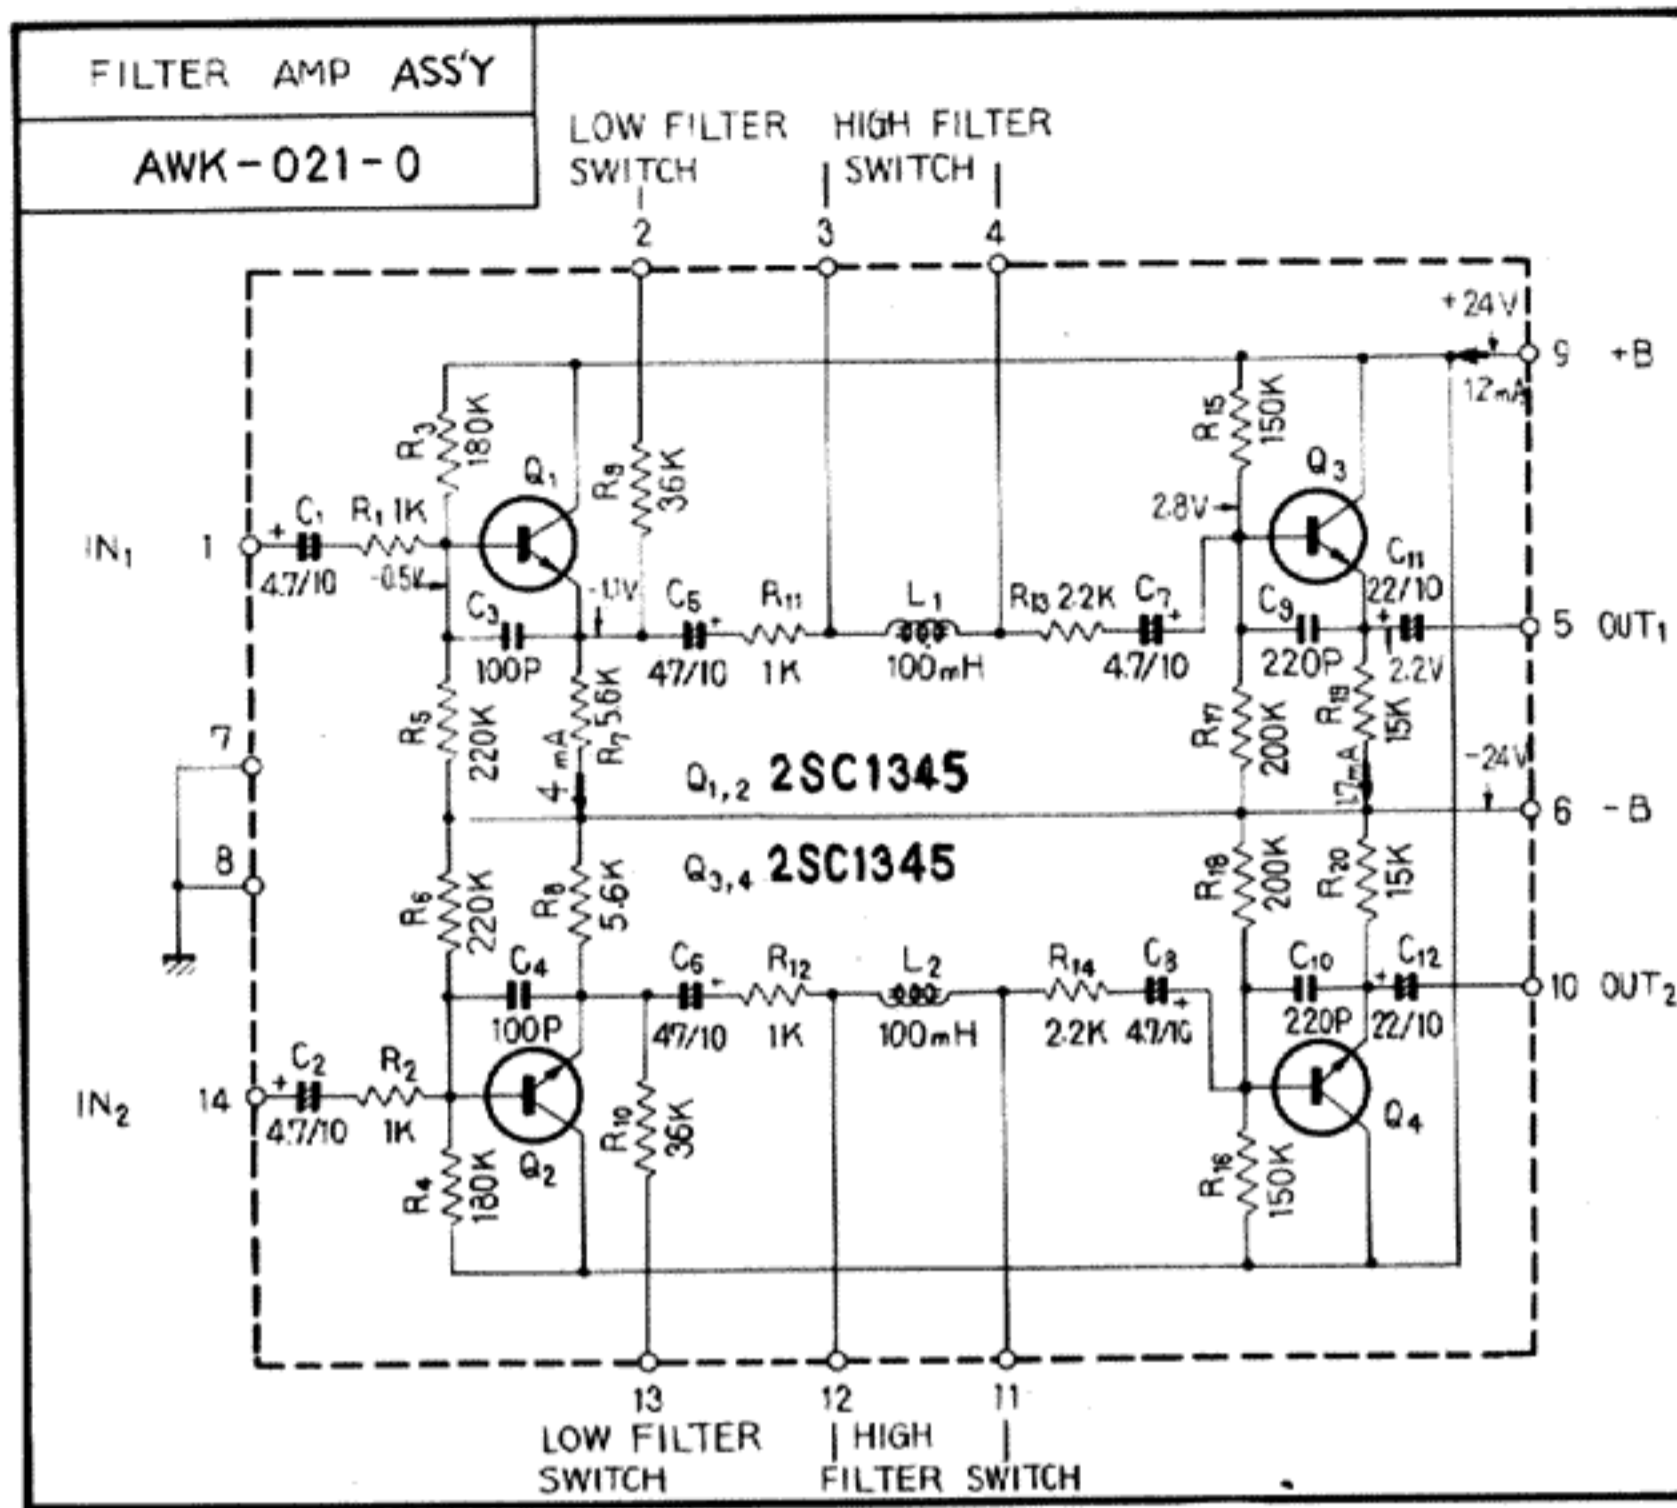 FILTER AMP ASS'Y
AWK-021-0
LOW FILTER SWITCH
HIGH FILTER SWITCH
2
3
4
+24V
9 +B
12mA
R3 180K
Q1
R9 36K
R15 150K
Q3
2.8V
IN1 1
C1 4.7/10
R1 1K
-0.5V
C3 100P
-1.1V
C5 47/10
R11 1K
L1 100mH
R13 2.2K
C7 4.7/10
C9 220P
C11 22/10
2.2V
5 OUT1
R5 220K
R7 5.6K
4 mA
R17 200K
R19 15K
1.7mA
-24V
7
Q1,2 2SC1345
6 -B
8
Q3,4 2SC1345
R6 220K
R8 5.6K
R18 200K
R20 15K
C4 100P
C6 47/10
R12 1K
L2 100mH
R14 2.2K
C8 4.7/10
C10 220P
C12 22/10
10 OUT2
IN2 14
C2 4.7/10
R2 1K
R4 180K
Q2
R10 36K
R16 150K
Q4
13
12
11
LOW FILTER SWITCH
HIGH FILTER SWITCH